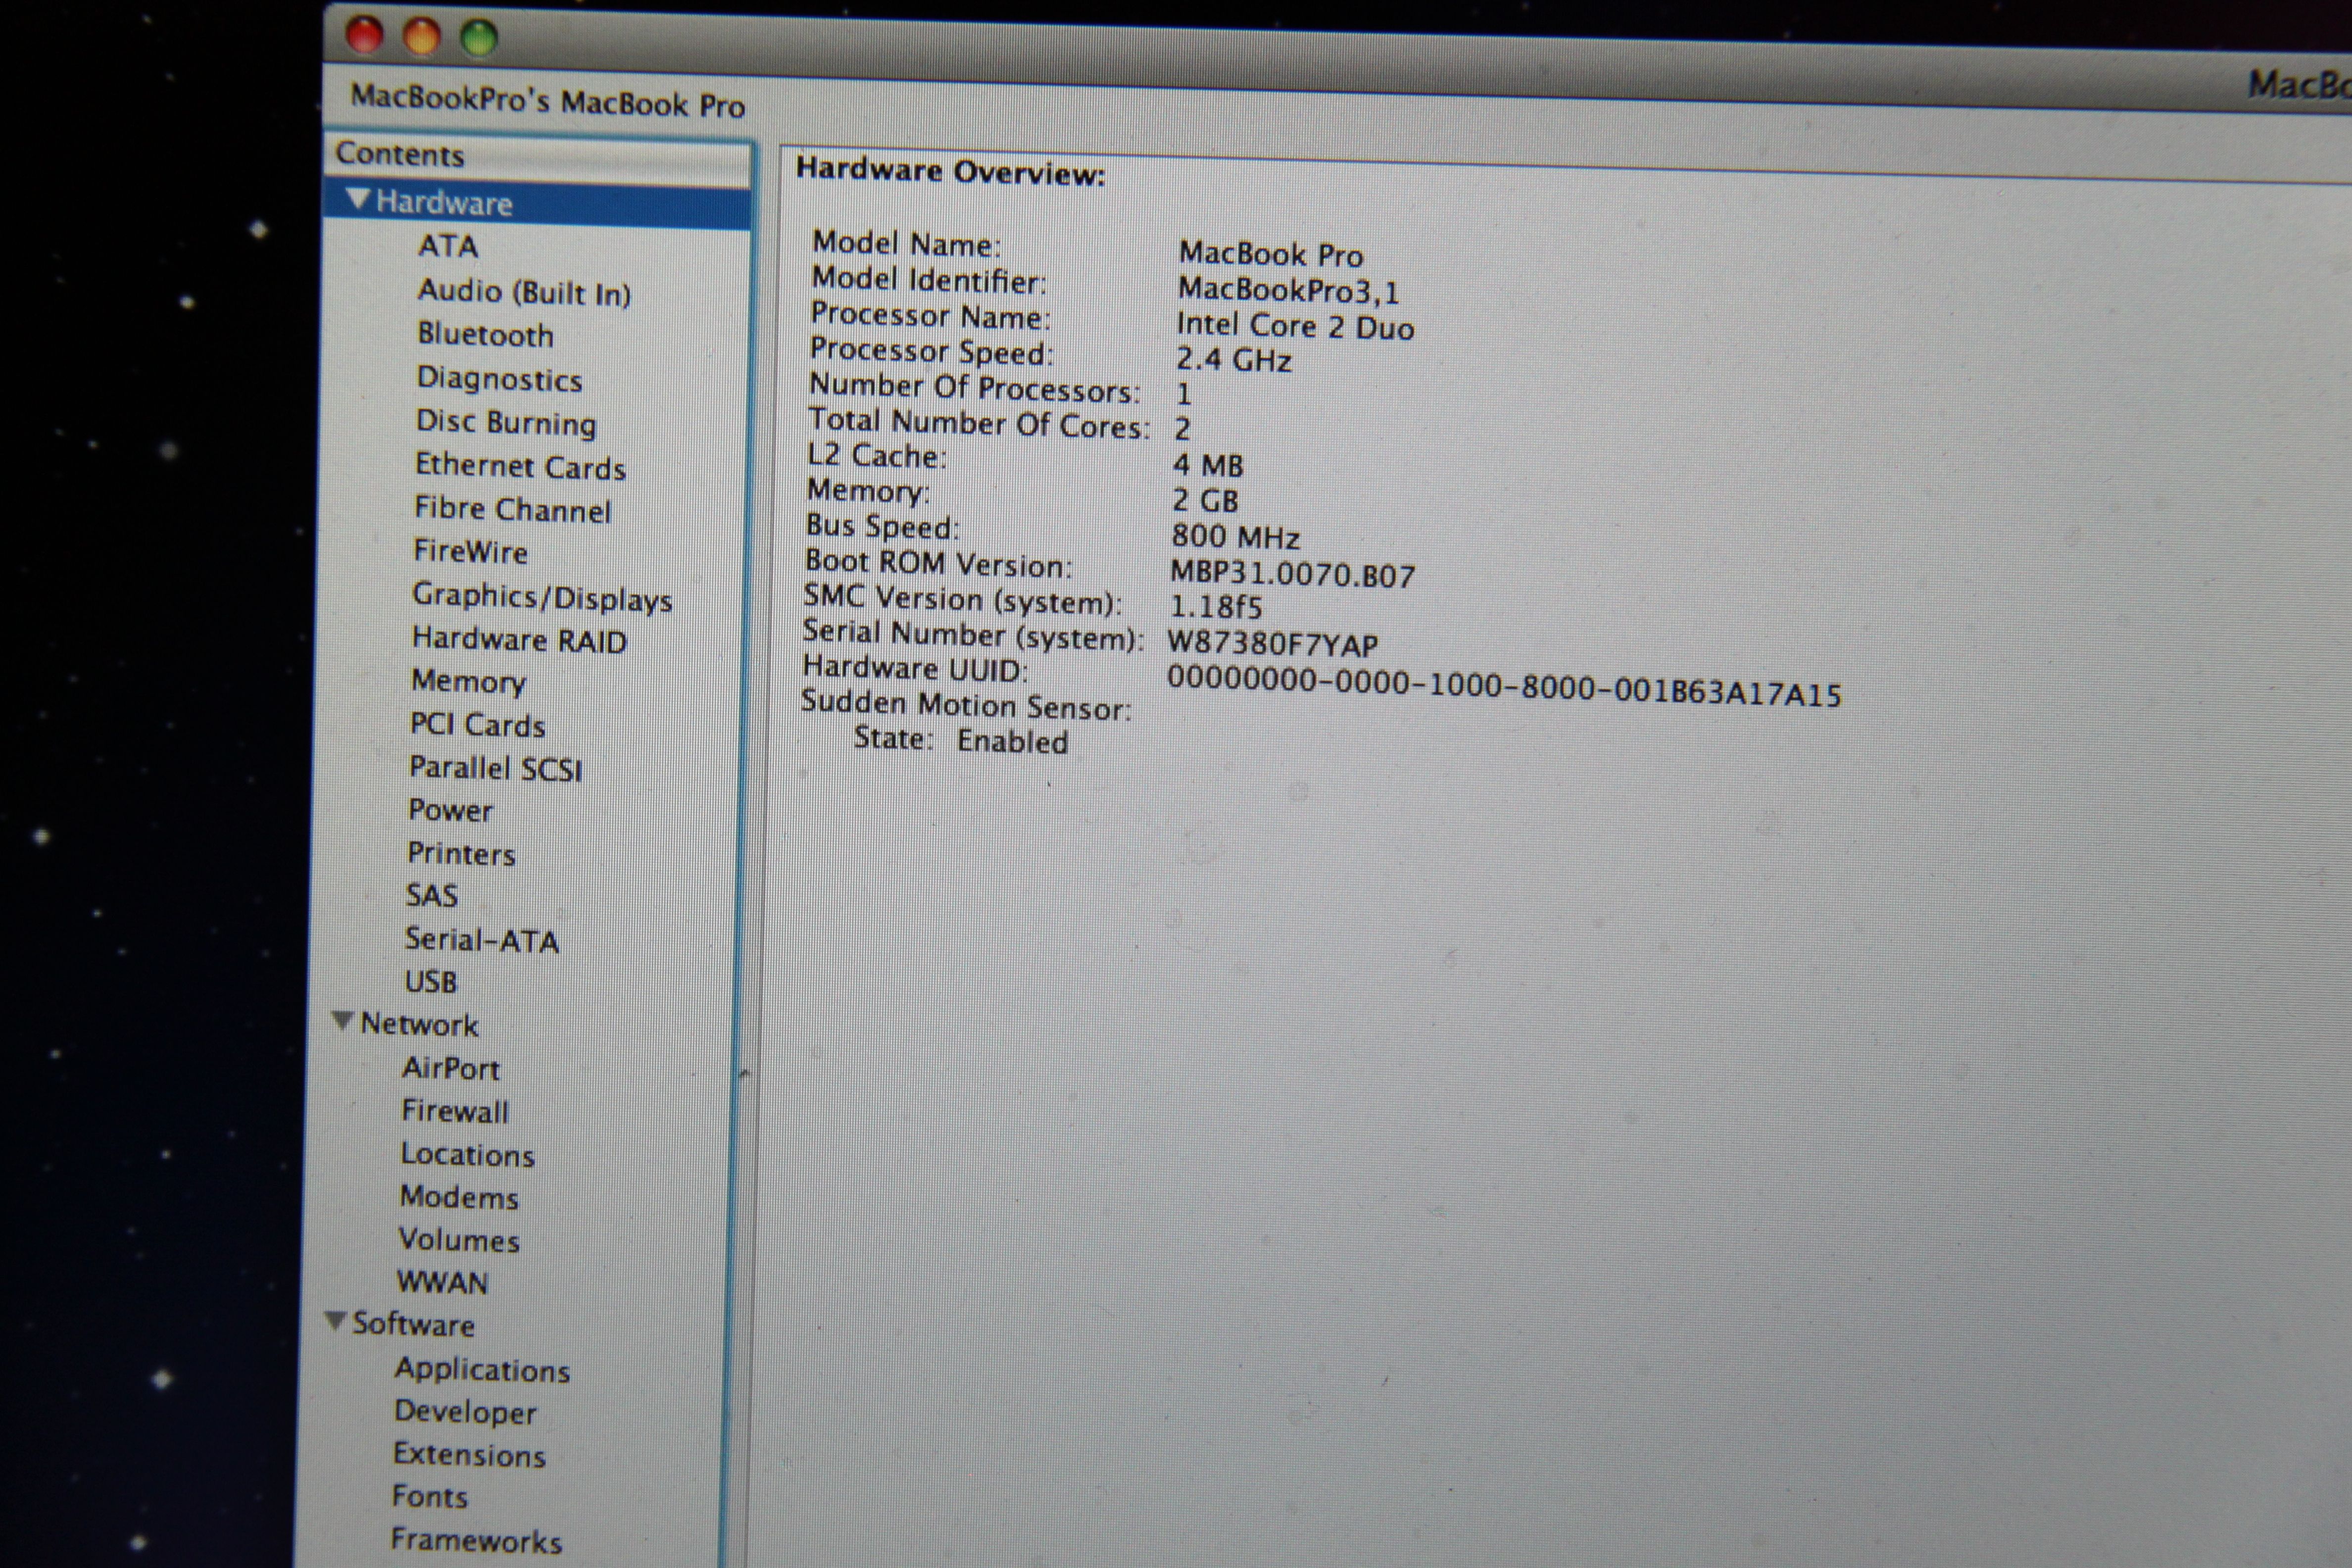 MacBo
MacBookPro's MacBook Pro
Contents
Hardware
ATA
Audio (Built In)
Bluetooth
Diagnostics
Disc Burning
Ethernet Cards
Fibre Channel
FireWire
Graphics/Displays
Hardware RAID
Memory
PCI Cards
Parallel SCSI
Power
Printers
SAS
Serial-ATA
USB
Network
AirPort
Firewall
Locations
Modems
Volumes
WWAN
Software
Applications
Developer
Extensions
Fonts
Frameworks
Hardware Overview:
Model Name: MacBook Pro
Model Identifier: MacBookPro3,1
Processor Name: Intel Core 2 Duo
Processor Speed: 2.4 GHz
Number Of Processors: 1
Total Number Of Cores: 2
L2 Cache: 4 MB
Memory: 2 GB
Bus Speed: 800 MHz
Boot ROM Version: MBP31.0070.B07
SMC Version (system): 1.18f5
Serial Number (system): W87380F7YAP
Hardware UUID: 00000000-0000-1000-8000-001B63A17A15
Sudden Motion Sensor:
State: Enabled